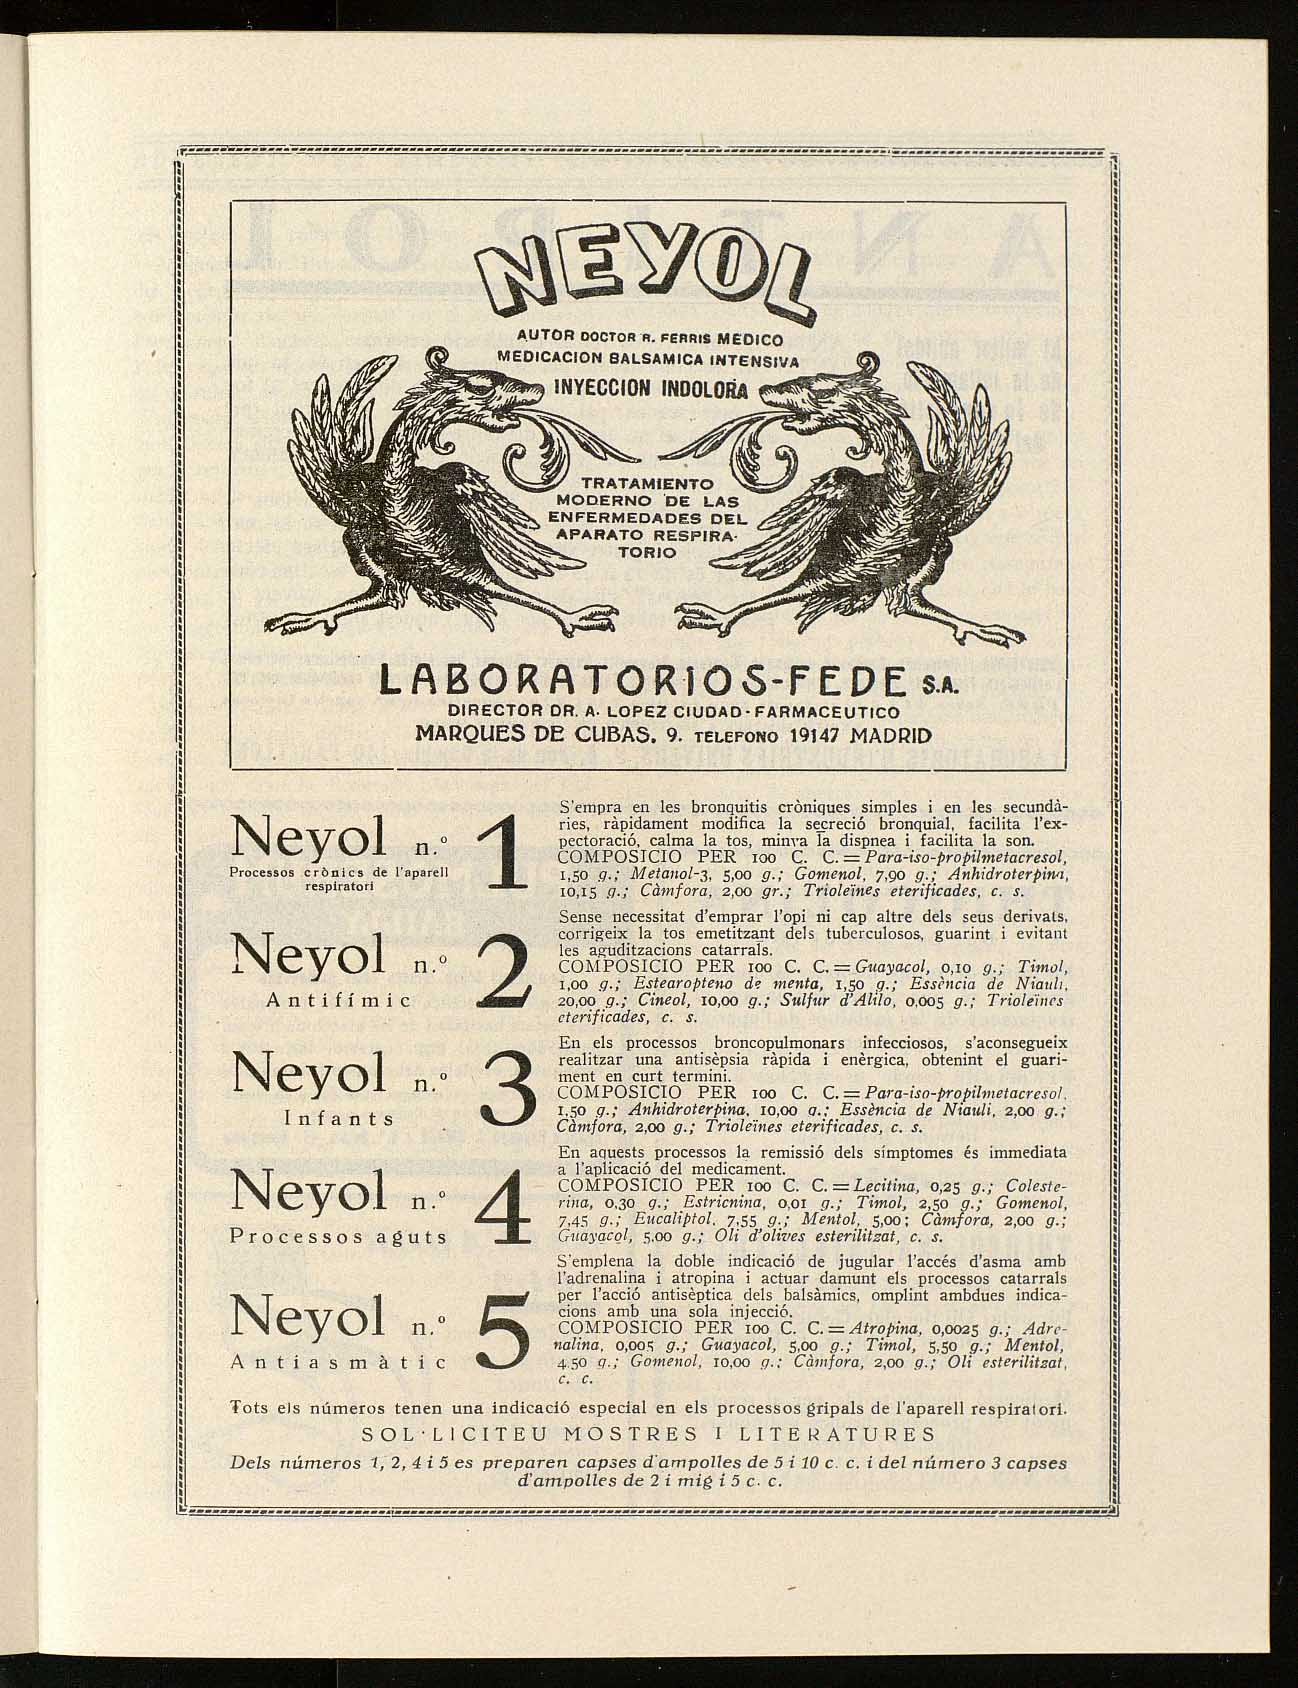 NEYOL
AUTOR DOCTOR R. FERRIS MEDICO
MEDICACION BALSAMICA INTENSIVA
INYECCION INDOLORA
TRATAMIENTO
MODERNO DE LAS
ENFERMEDADES DEL
APARATO RESPIRA-
TORIO
LABORATORIOS-FEDE S.A.
DIRECTOR DR. A. LOPEZ CIUDAD-FARMACEUTICO
MARQUES DE CUBAS, 9. TELEFONO 19147 MADRID
Neyol n.º 1
Processos crònics de l'aparell
respiratori
S'empra en les bronquitis cròniques simples i en les secundà-
ries, ràpidament modifica la secreció bronquial, facilita l'ex-
pectoració, calma la tos, minva la dispnea i facilita la son.
COMPOSICIO PER 100 C. C. = Para-iso-propilmetacresol,
1,50 g.; Metanol-3, 5,00 g.; Gomenol, 7,90 g.; Anhidroterpina,
10,15 g.; Càmfora, 2,00 gr.; Trioleïnes eterificades, c. s.
Neyol n.º 2
Antifímic
Sense necessitat d'emprar l'opi ni cap altre dels seus derivats,
corrigeix la tos emetitzant dels tuberculosos, guarint i evitant
les aguditzacions catarrals.
COMPOSICIO PER 100 C. C. = Guayacol, 0,10 g.; Timol,
1,00 g.; Estearopteno de menta, 1,50 g.; Essència de Niauli,
20,00 g.; Cineol, 10,00 g.; Sulfur d'Alilo, 0,005 g.; Trioleïnes
eterificades, c. s.
Neyol n.º 3
Infants
En els processos broncopulmonars infecciosos, s'aconsegueix
realitzar una antisèpsia ràpida i enèrgica, obtenint el guari-
ment en curt termini.
COMPOSICIO PER 100 C. C. = Para-iso-propilmetacresol,
1,50 g.; Anhidroterpina, 10,00 g.; Essència de Niauli, 2,00 g.;
Càmfora, 2,00 g.; Trioleïnes eterificades, c. s.
Neyol n.º 4
Processos aguts
En aquests processos la remissió dels símptomes és immediata
a l'aplicació del medicament.
COMPOSICIO PER 100 C. C. = Lecitina, 0,25 g.; Coleste-
rina, 0,30 g.; Estricnina, 0,01 g.; Timol, 2,50 g.; Gomenol,
7,45 g.; Eucaliptol, 7,55 g.; Mentol, 5,00; Càmfora, 2,00 g.;
Guayacol, 5,00 g.; Oli d'olives esterilitzat, c. s.
Neyol n.º 5
Antiasmàtic
S'emplena la doble indicació de jugular l'accés d'asma amb
l'adrenalina i atropina i actuar damunt els processos catarrals
per l'acció antisèptica dels balsàmics, omplint ambdues indica-
cions amb una sola injecció.
COMPOSICIO PER 100 C. C. = Atropina, 0,0025 g.; Adre-
nalina, 0,005 g.; Guayacol, 5,00 g.; Timol, 5,50 g.; Mentol,
4,50 g.; Gomenol, 10,00 g.; Càmfora, 2,00 g.; Oli esterilitzat,
c. c.
Tots els números tenen una indicació especial en els processos gripals de l'aparell respiratori.
SOL·LICITEU MOSTRES I LITERATURES
Dels números 1, 2, 4 i 5 es preparen capses d'ampolles de 5 i 10 c. c. i del número 3 capses
d'ampolles de 2 i mig i 5 c. c.